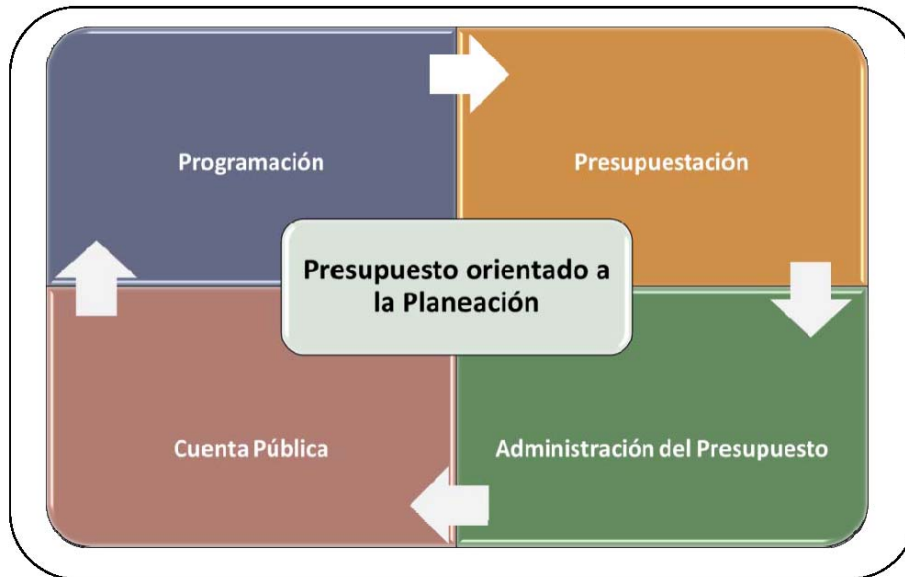 Programación
Presupuestación
Presupuesto orientado a
la Planeación
Cuenta Pública
Administración del Presupuesto